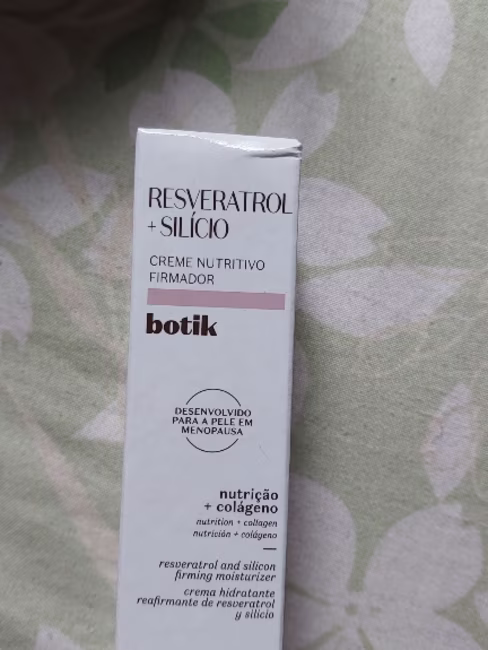 RESVERATROL
+ SILÍCIO
CREME NUTRITIVO
FIRMADOR
botik
DESENVOLVIDO
PARA A PELE EM
MENOPAUSA
nutrição
+ colágeno
nutrition + collagen
nutrición + colágeno
resveratrol and silicon
firming moisturizer
crema hidratante
reafirmante de resveratrol
y silicio